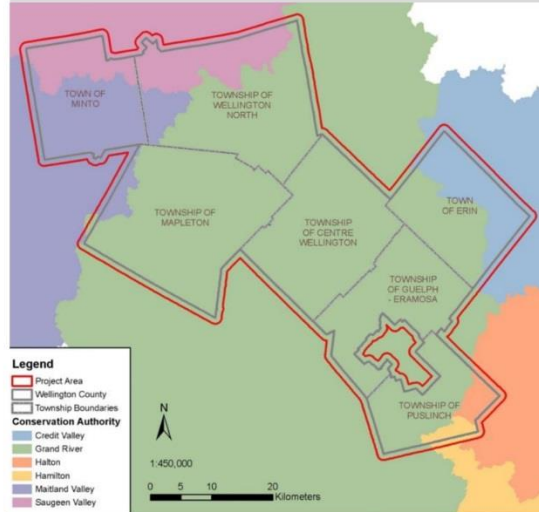 TOWN OF
MINTO
TOWNSHIP OF
WELLINGTON
NORTH
TOWNSHIP OF
MAPLETON
TOWNSHIP
OF CENTRE
WELLINGTON
TOWN
OF ERIN
TOWNSHIP
OF GUELPH
- ERAMOSA
TOWNSHIP OF
PUSLINCH
Legend
Project Area
Wellington County
Township Boundaries
Conservation Authority
Credit Valley
Grand River
Halton
Hamilton
Maitland Valley
Saugeen Valley
N
1:450,000
0 5 10 20
Kilometers